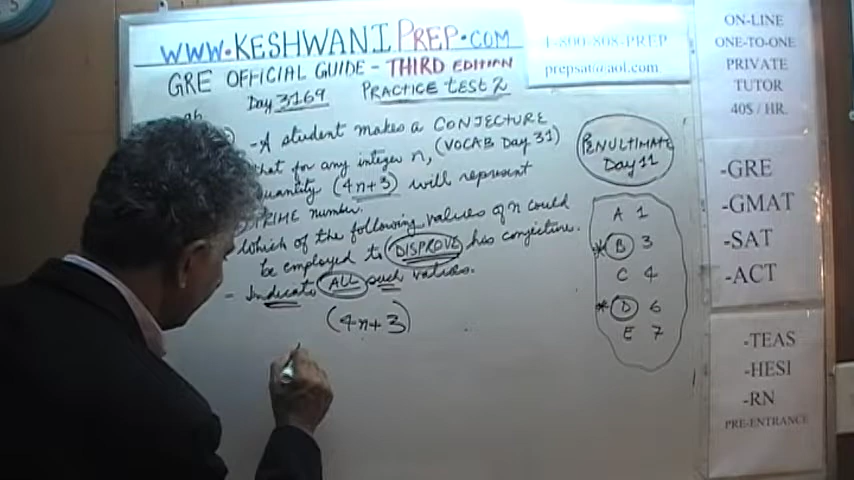 WWW.KESHWANIPREP.COM
1-800-808-PREP
prepsat@aol.com
GRE OFFICIAL GUIDE - THIRD EDITION
Day 3169 PRACTICE TEST 2
- A student makes a CONJECTURE
that for any integer n, (VOCAB Day 31)
quantity (4n+3) will represent
PRIME number.
Which of the following values of n could
be employed to DISPROVE his conjecture.
- Indicate ALL such values.
(4n+3)
PENULTIMATE
Day 11
A 1
* B 3
C 4
* D 6
E 7
ON-LINE
ONE-TO-ONE
PRIVATE
TUTOR
40$ / HR.
-GRE
-GMAT
-SAT
-ACT
-TEAS
-HESI
-RN
PRE-ENTRANCE